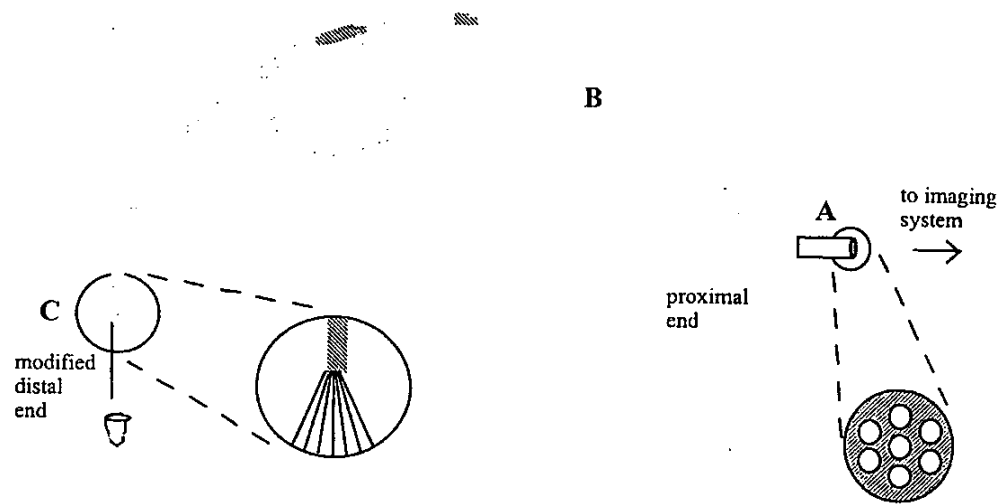 B
A
to imaging
system
proximal
end
C
modified
distal
end